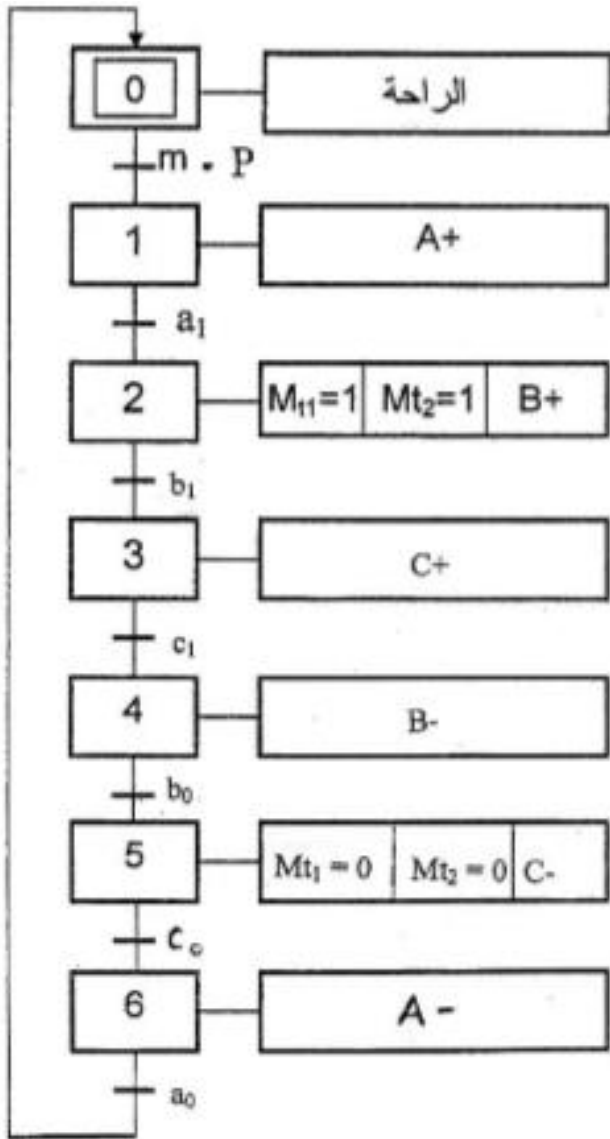 0 الراحة
m . P
1 A+
a₁
2 M₁₁=1 Mt₂=1 B+
b₁
3 C+
c₁
4 B-
b₀
5 Mt₁ = 0 Mt₂ = 0 C-
c₀
6 A -
a₀